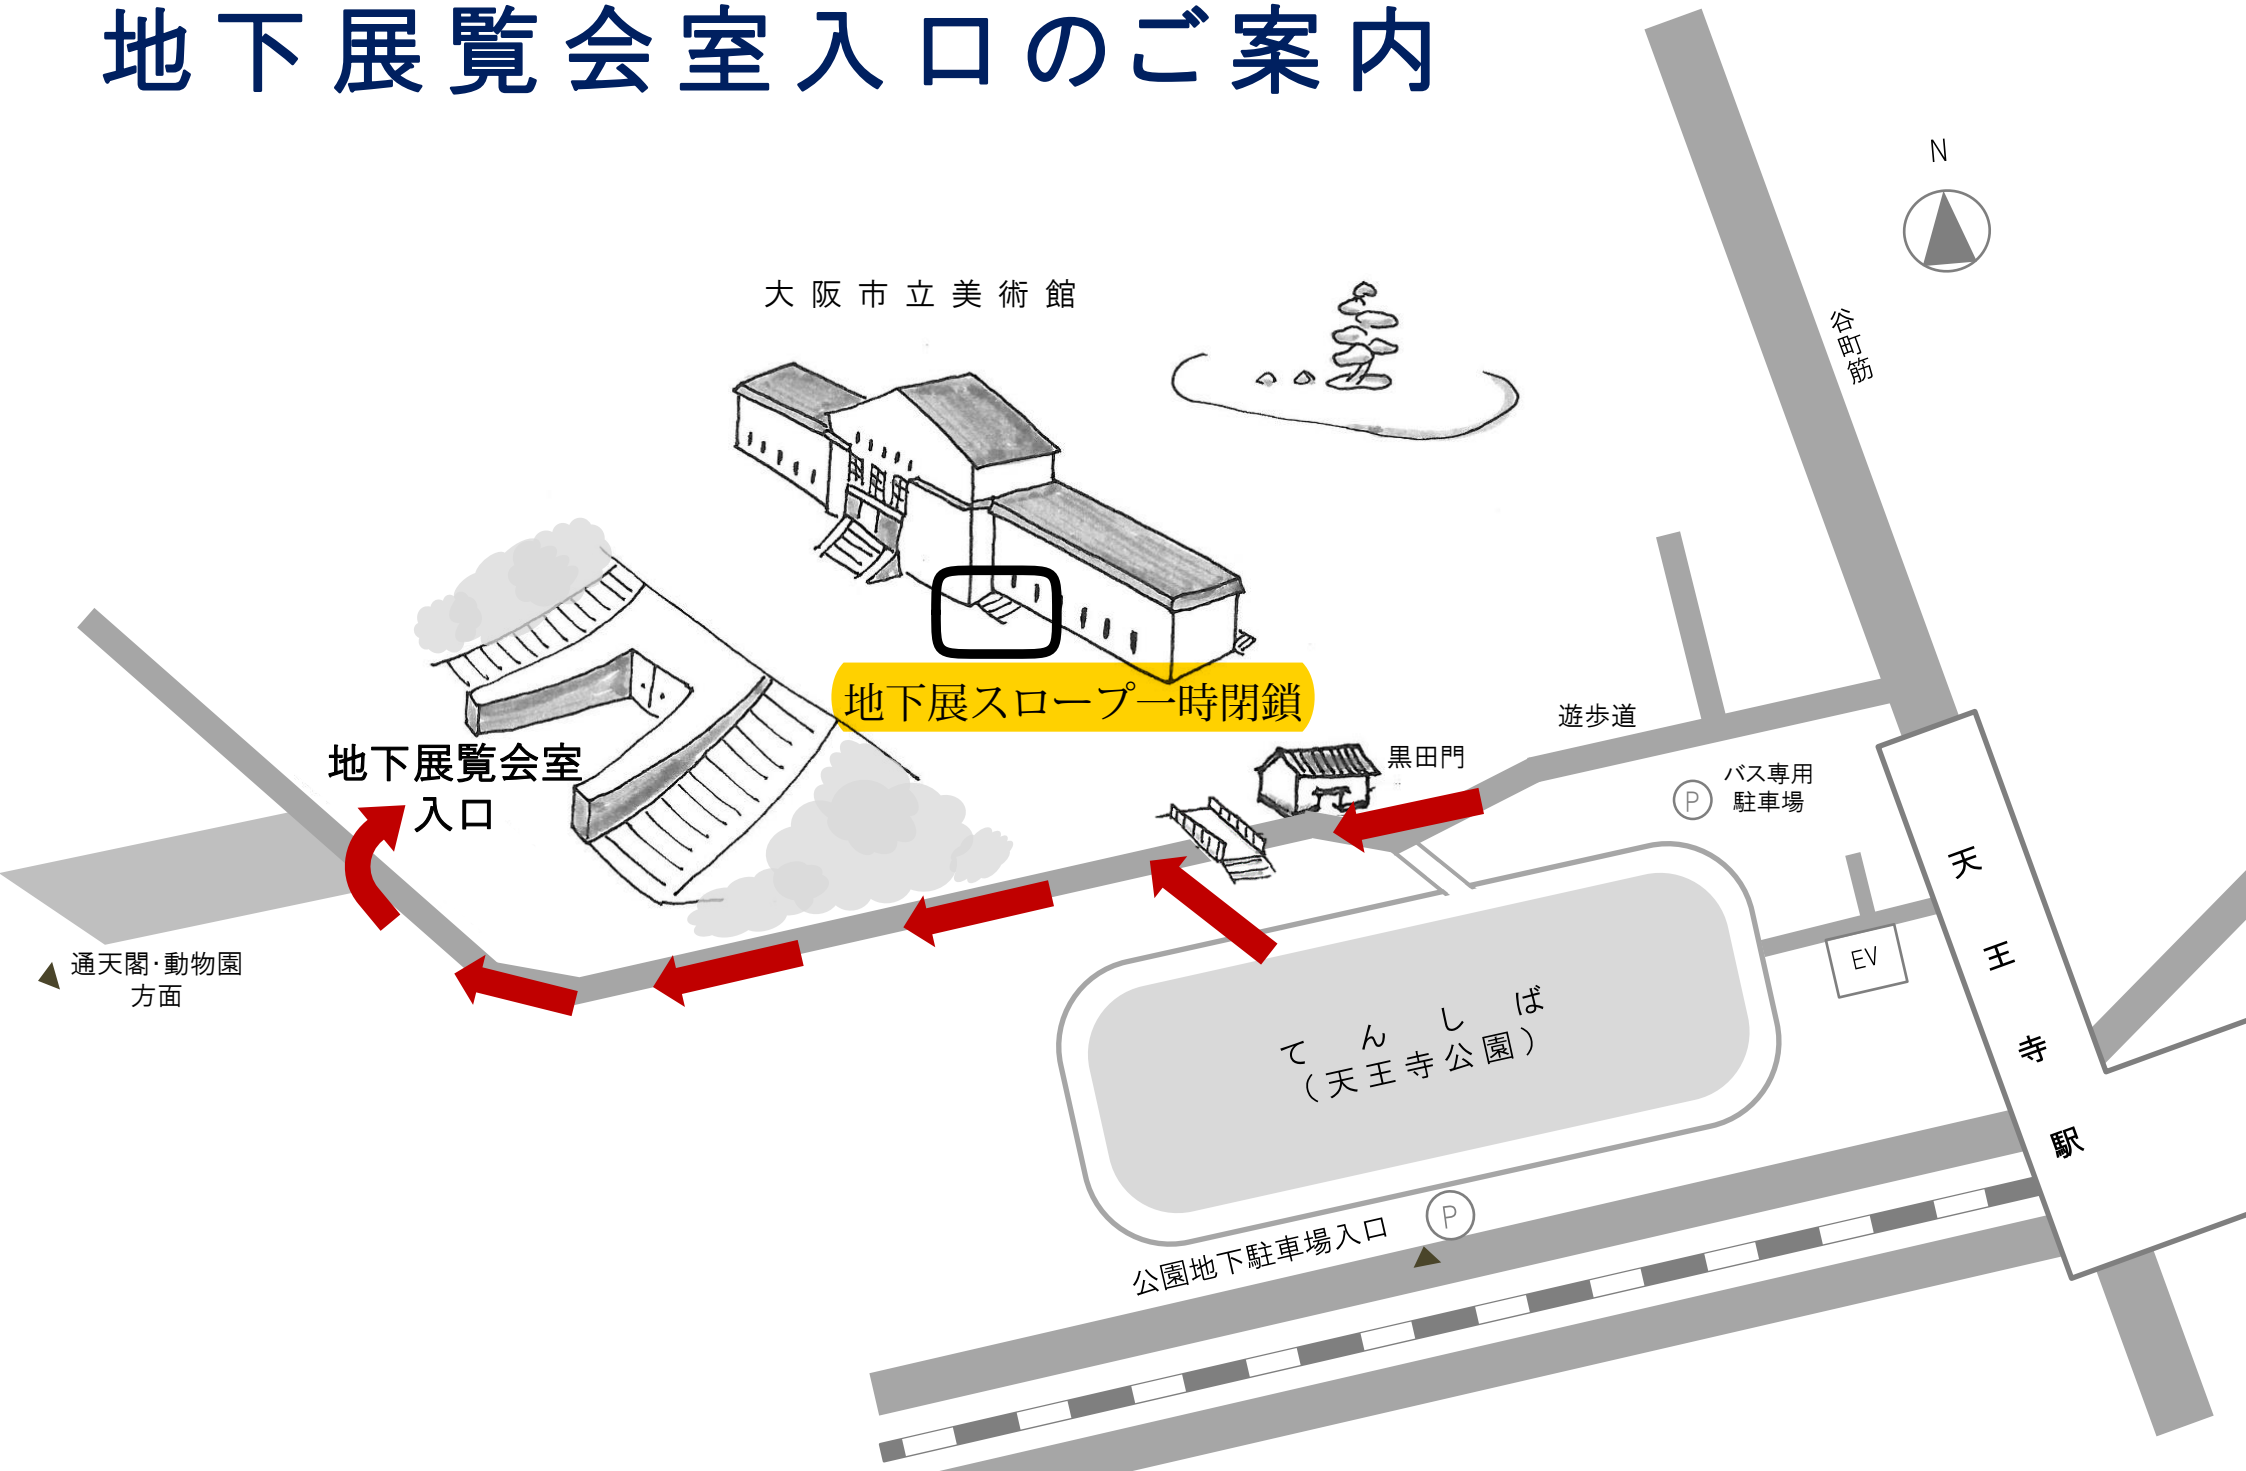 地下展覧会室入口のご案内
N
大阪市立美術館
谷町筋
地下展スロープ一時閉鎖
遊歩道
黒田門
バス専用
駐車場
P
地下展覧会室
入口
天王寺駅
EV
通天閣・動物園
方面
てんしば
（天王寺公園）
P
公園地下駐車場入口